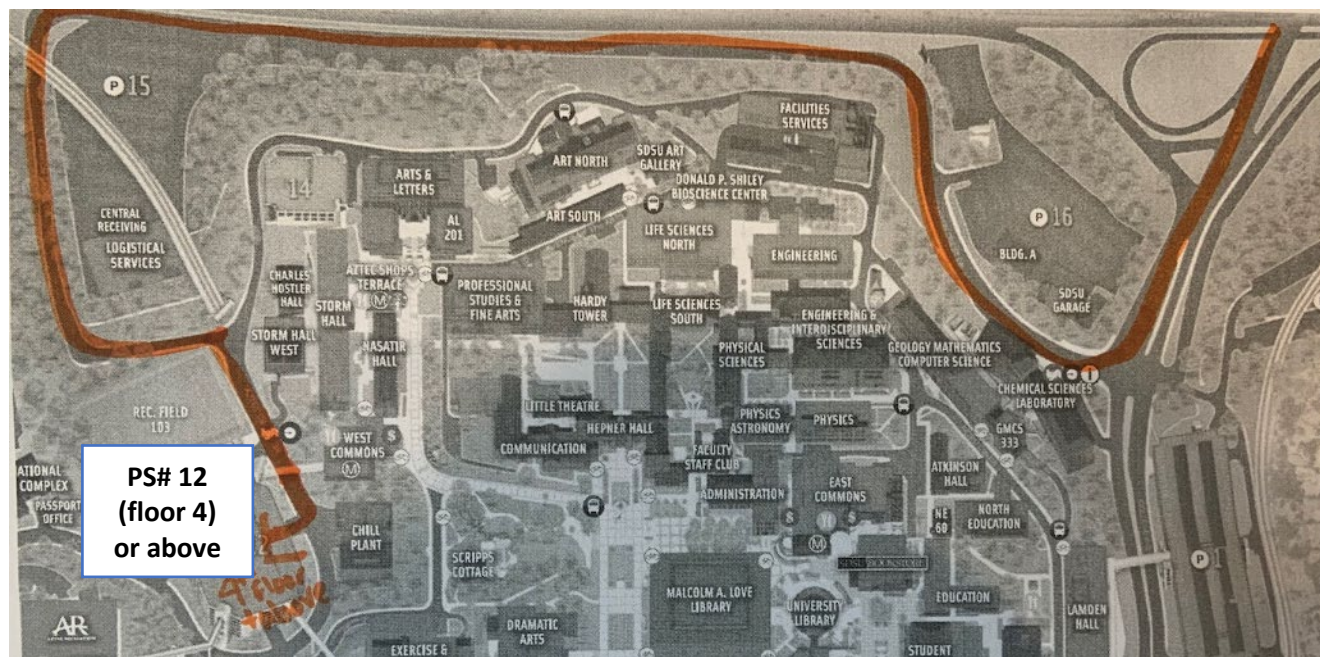 P 15
CENTRAL
RECEIVING
LOGISTICAL
SERVICES
14
CHARLES
HOSTLER
HALL
STORM HALL
WEST
STORM
HALL
AZTEC SHOPS
TERRACE
M
NASATIR
HALL
ARTS &
LETTERS
AL
201
ART NORTH
ART SOUTH
SDSU ART
GALLERY
DONALD P. SHILEY
BIOSCIENCE CENTER
FACILITIES
SERVICES
LIFE SCIENCES
NORTH
ENGINEERING
PROFESSIONAL
STUDIES &
FINE ARTS
HARDY
TOWER
LIFE SCIENCES
SOUTH
ENGINEERING &
INTERDISCIPLINARY
SCIENCES
PHYSICAL
SCIENCES
GEOLOGY MATHEMATICS
COMPUTER SCIENCE
P 16
BLDG. A
SDSU
GARAGE
CHEMICAL SCIENCES
LABORATORY
GMCS
333
REC. FIELD
103
WEST
COMMONS
M
$
LITTLE THEATRE
COMMUNICATION
HEPNER HALL
PHYSICS
ASTRONOMY
PHYSICS
FACULTY
STAFF CLUB
ADMINISTRATION
EAST
COMMONS
$
$
M
ATKINSON
HALL
NE
60
NORTH
EDUCATION
ATIONAL
COMPLEX
PASSPORT
OFFICE
PS# 12
(floor 4)
or above
4 floor
above
CHILL
PLANT
SCRIPPS
COTTAGE
SDSU BOOKSTORE
MALCOLM A. LOVE
LIBRARY
UNIVERSITY
LIBRARY
EDUCATION
LAMDEN
HALL
P 1
AR
AZTEC RECREATION
EXERCISE &
DRAMATIC
ARTS
STUDENT